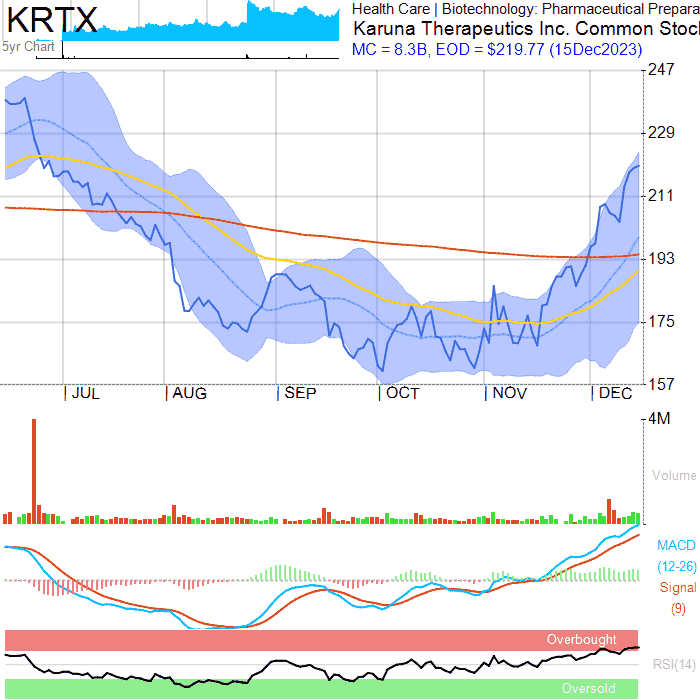 KRTX
5yr Chart
Health Care | Biotechnology: Pharmaceutical Prepara
Karuna Therapeutics Inc. Common Stoc
MC = 8.3B, EOD = $219.77 (15Dec2023)
247
229
211
193
175
157
JUL AUG SEP OCT NOV DEC
4M
Volume
MACD
(12-26)
Signal
(9)
Overbought
RSI(14)
Oversold